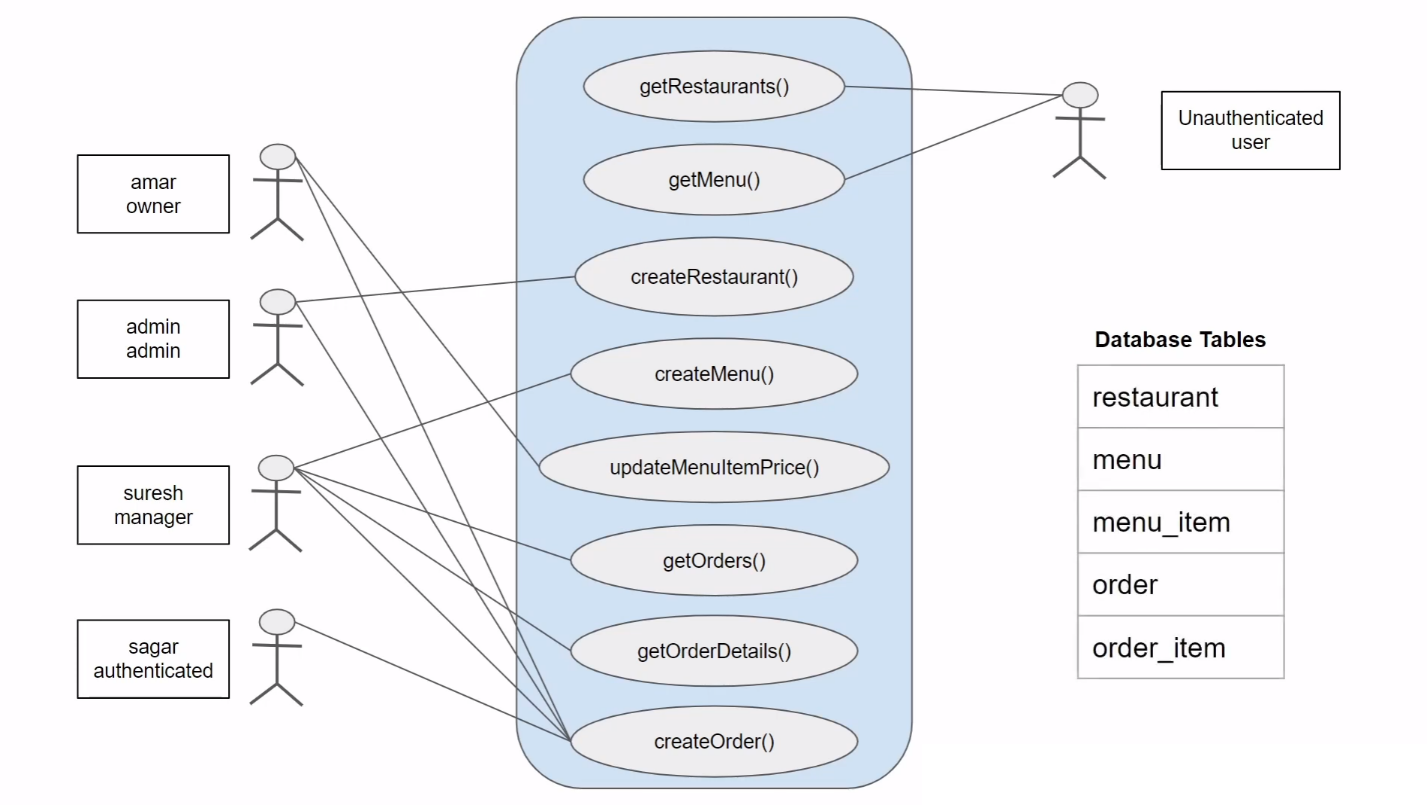 getRestaurants()
getMenu()
createRestaurant()
createMenu()
updateMenuItemPrice()
getOrders()
getOrderDetails()
createOrder()
amar
owner
admin
admin
suresh
manager
sagar
authenticated
Unauthenticated
user
Database Tables
restaurant
menu
menu_item
order
order_item